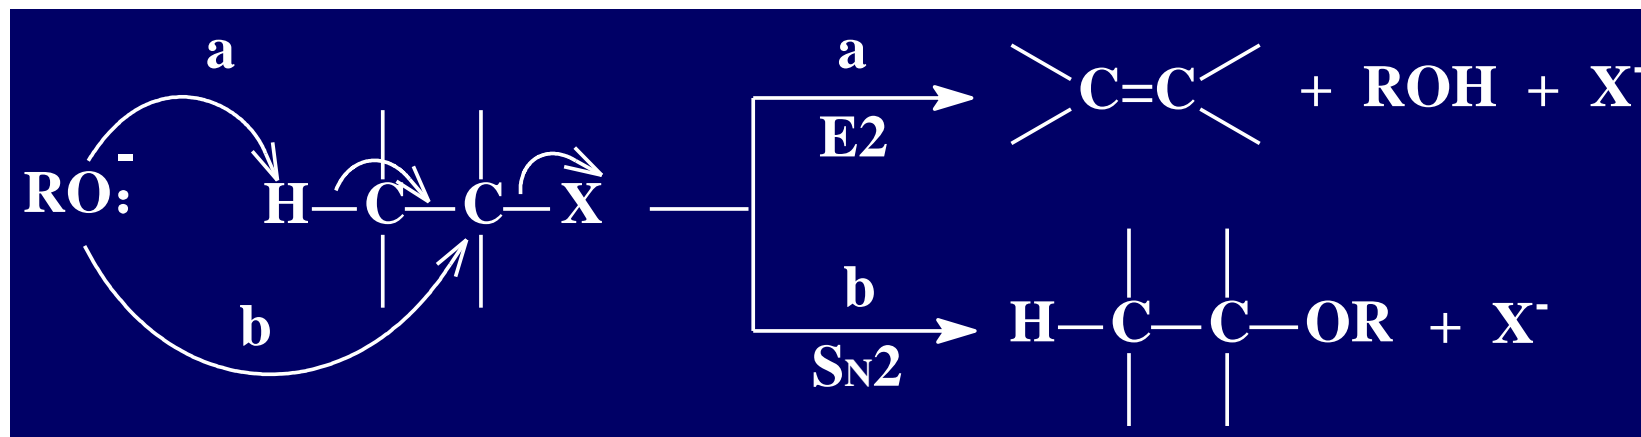 a
a
C=C + ROH + X⁻
E2
RO:⁻ H—C—C—X
b
b
H—C—C—OR + X⁻
SN2